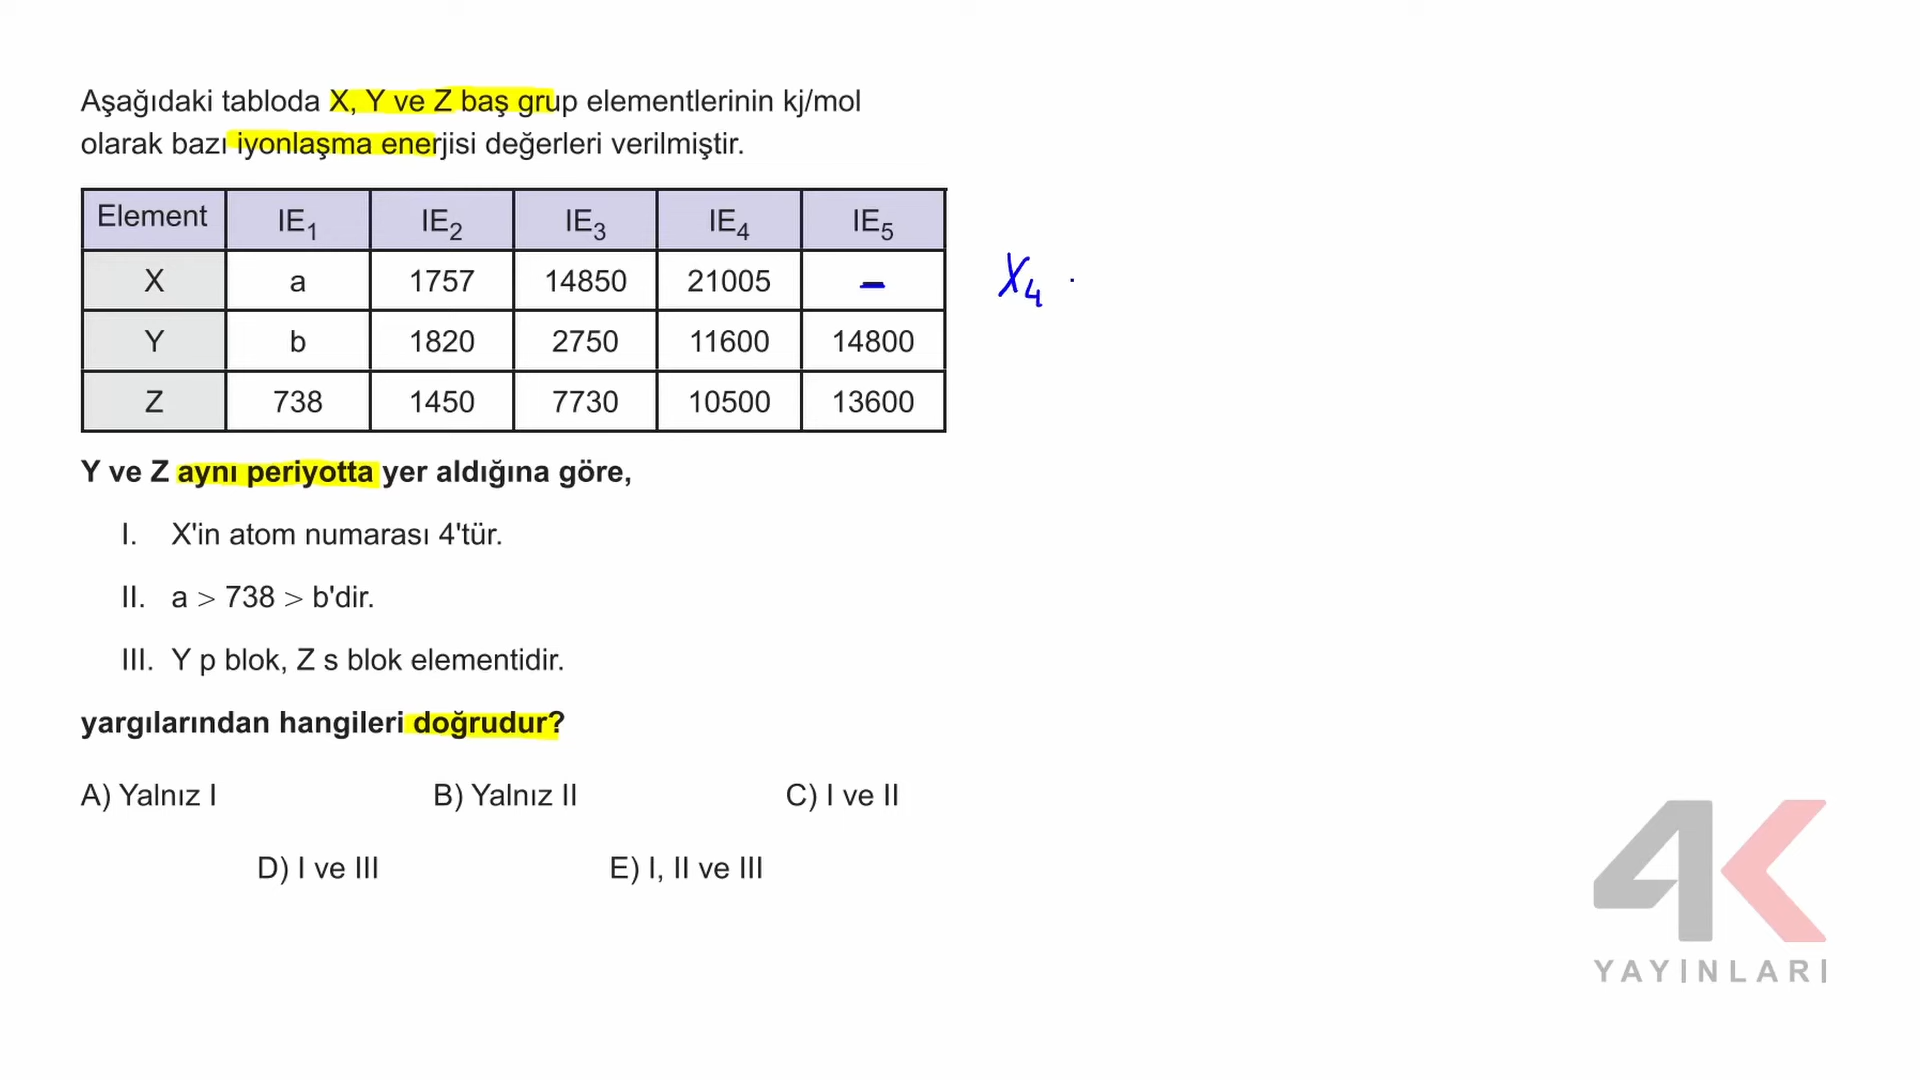 Aşağıdaki tabloda X, Y ve Z baş grup elementlerinin kj/mol
olarak bazı iyonlaşma enerjisi değerleri verilmiştir.
Element IE₁ IE₂ IE₃ IE₄ IE₅
X a 1757 14850 21005 –
Y b 1820 2750 11600 14800
Z 738 1450 7730 10500 13600
X₄
Y ve Z aynı periyotta yer aldığına göre,
I. X'in atom numarası 4'tür.
II. a > 738 > b'dir.
III. Y p blok, Z s blok elementidir.
yargılarından hangileri doğrudur?
A) Yalnız I B) Yalnız II C) I ve II
D) I ve III E) I, II ve III
4K
YAYINLARI